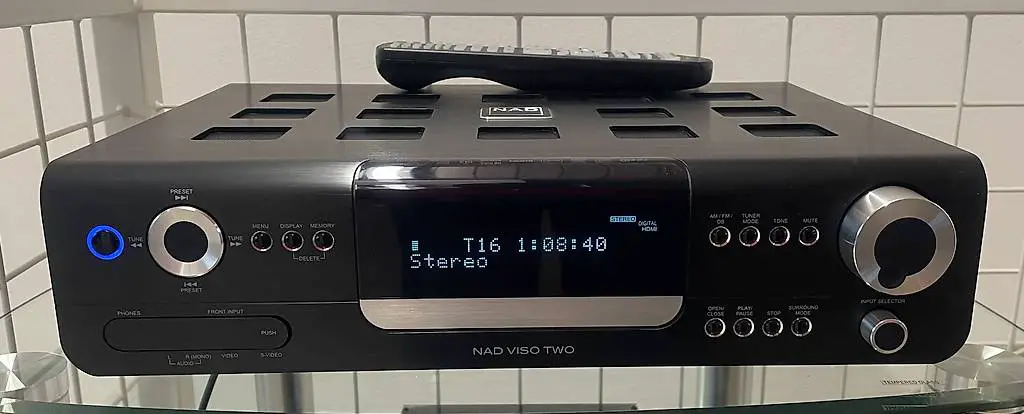 NAD
PRESET
TUNE
TUNE
PRESET
MENU
DISPLAY
MEMORY
DELETE
STEREO
DIGITAL
HDMI
T16 1:08:40
Stereo
AM / FM /
DB
TUNER
MODE
TONE
MUTE
OPEN/
CLOSE
PLAY/
PAUSE
STOP
SURROUND
MODE
INPUT SELECTOR
PHONES
FRONT INPUT
PUSH
L
R (MONO)
AUDIO
VIDEO
S-VIDEO
NAD VISO TWO
TEMPERED GLASS